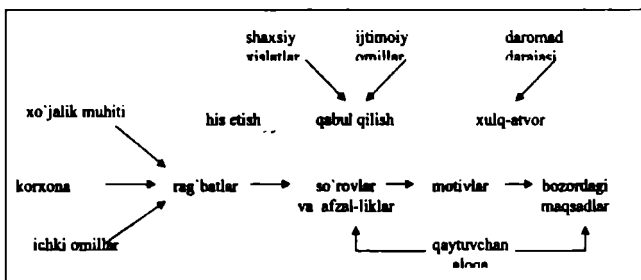 shaxsiy ijtimoiy daromad
xislatlar omillar darajasi
xo`jalik muhiti
his etish qabul qilish xulq-atvor
korxona rag`batlar so`rovlar motivlar bozordagi
va afzal-liklar maqsadlar
ichki omillar qaytuvchan
aloqa